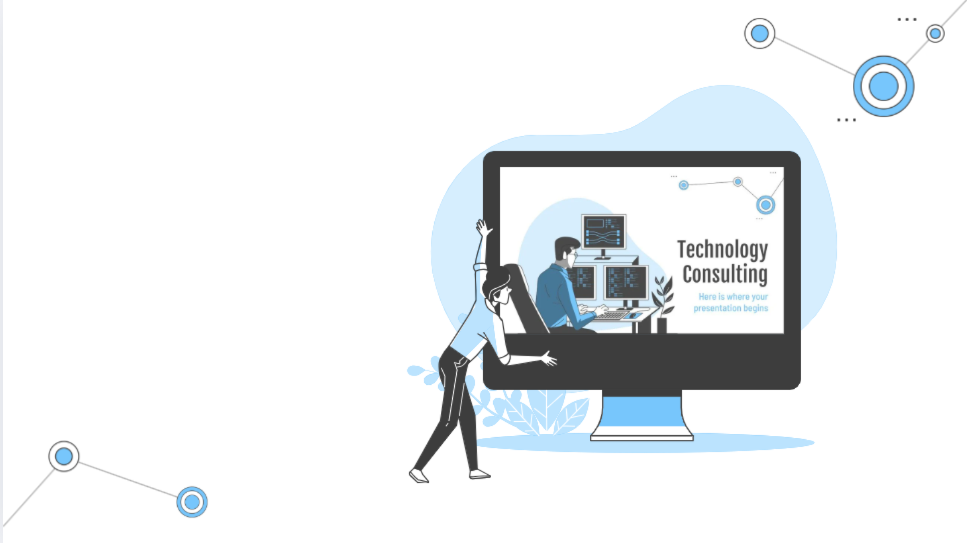 Technology
Consulting
Here is where your
presentation begins